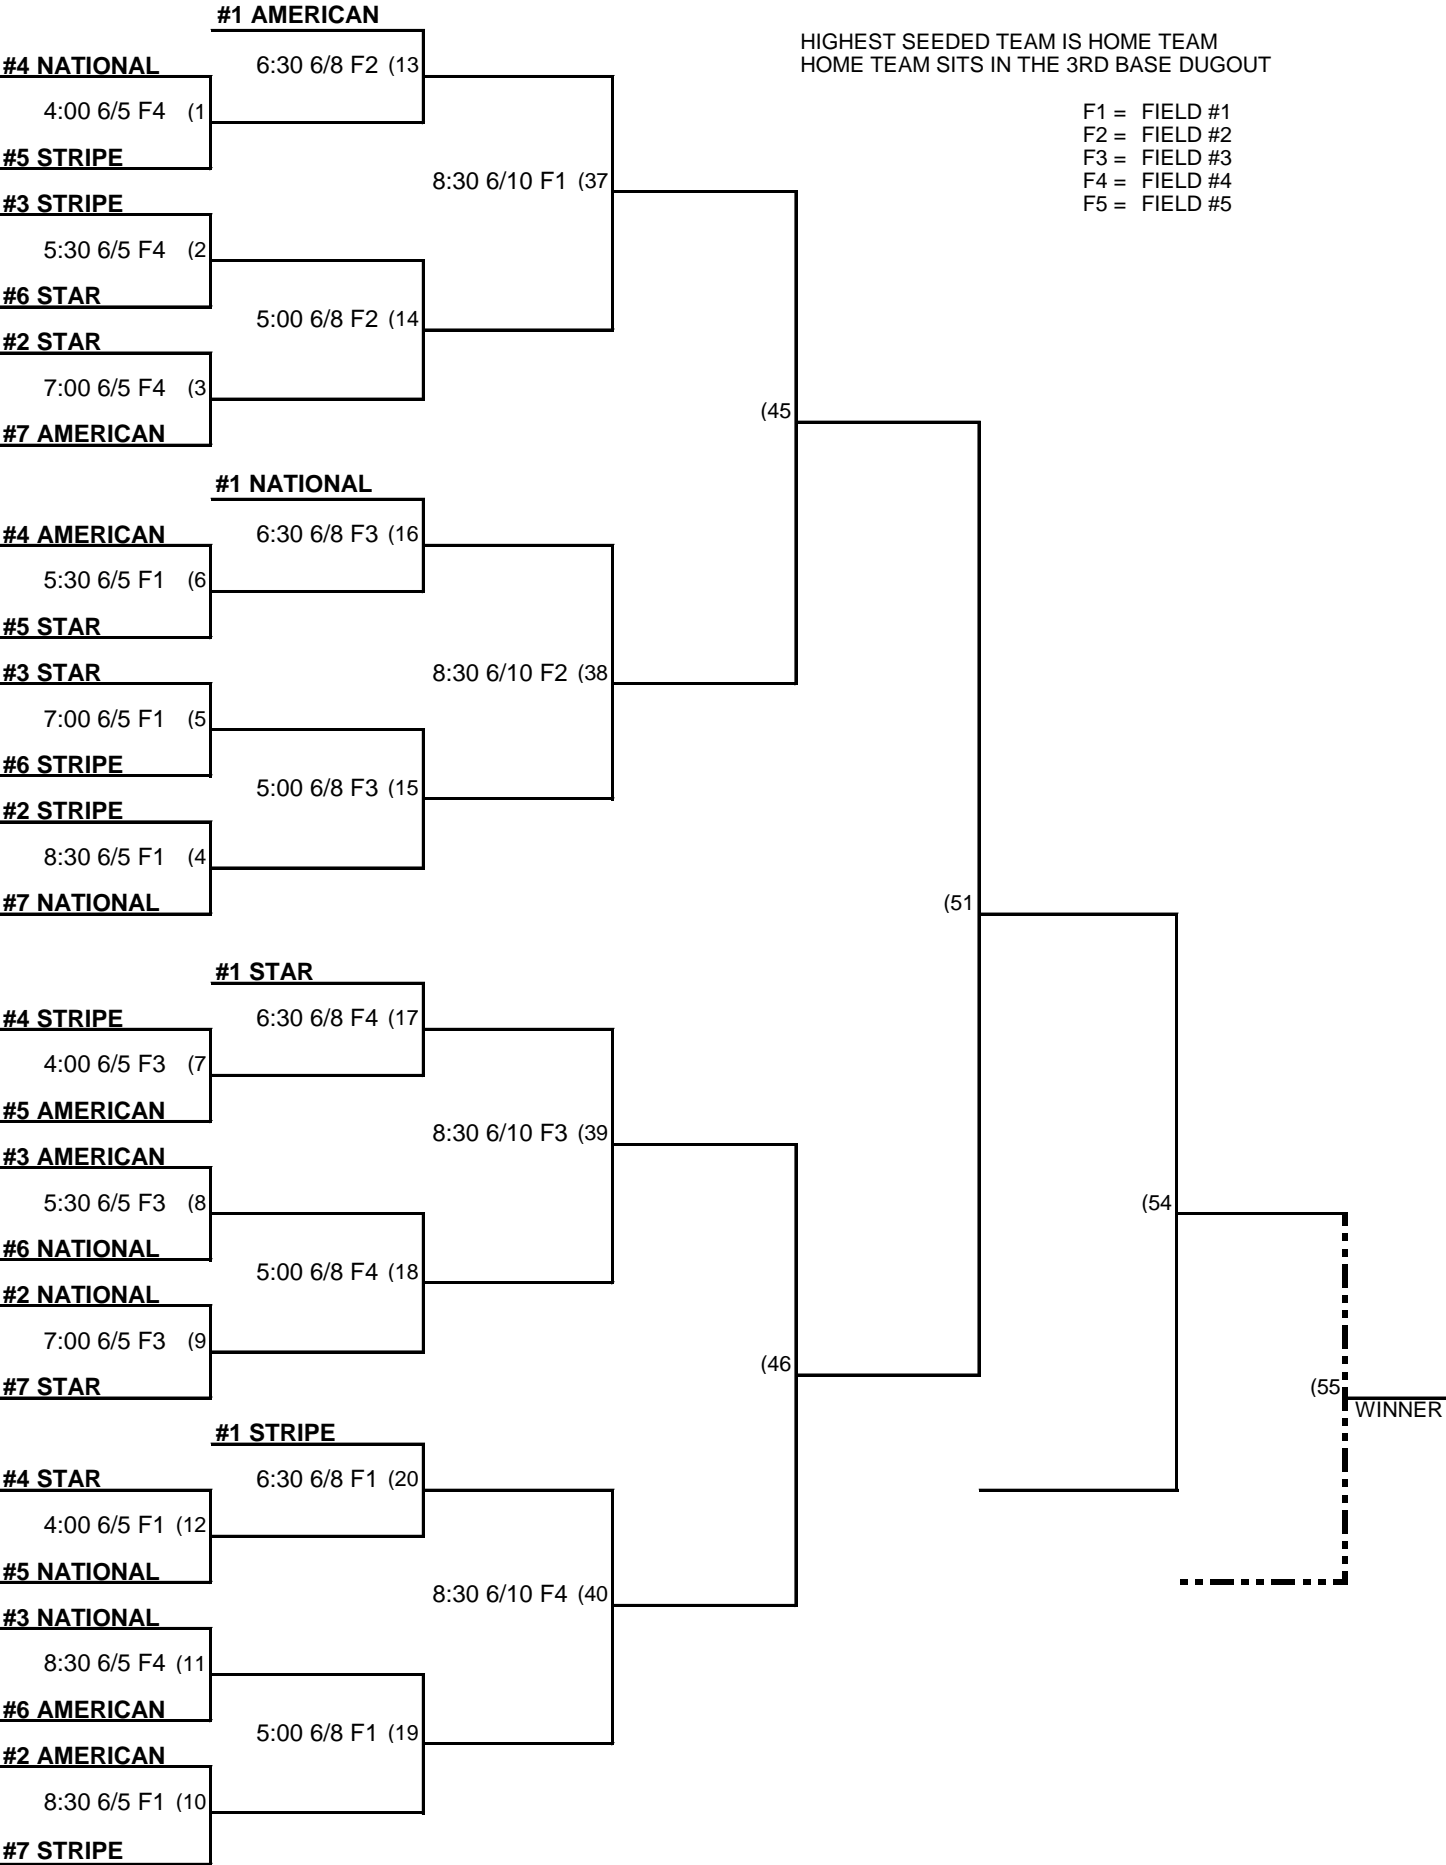 #1 AMERICAN
HIGHEST SEEDED TEAM IS HOME TEAM
HOME TEAM SITS IN THE 3RD BASE DUGOUT
#4 NATIONAL
6:30 6/8 F2 (13
4:00 6/5 F4 (1
F1 = FIELD #1
F2 = FIELD #2
F3 = FIELD #3
F4 = FIELD #4
F5 = FIELD #5
#5 STRIPE
8:30 6/10 F1 (37
#3 STRIPE
5:30 6/5 F4 (2
#6 STAR
5:00 6/8 F2 (14
#2 STAR
7:00 6/5 F4 (3
(45
#7 AMERICAN
#1 NATIONAL
#4 AMERICAN
6:30 6/8 F3 (16
5:30 6/5 F1 (6
#5 STAR
#3 STAR
8:30 6/10 F2 (38
7:00 6/5 F1 (5
#6 STRIPE
5:00 6/8 F3 (15
#2 STRIPE
8:30 6/5 F1 (4
#7 NATIONAL
(51
#1 STAR
#4 STRIPE
6:30 6/8 F4 (17
4:00 6/5 F3 (7
#5 AMERICAN
8:30 6/10 F3 (39
#3 AMERICAN
5:30 6/5 F3 (8
(54
#6 NATIONAL
5:00 6/8 F4 (18
#2 NATIONAL
7:00 6/5 F3 (9
(46
#7 STAR
(55
WINNER
#1 STRIPE
#4 STAR
6:30 6/8 F1 (20
4:00 6/5 F1 (12
#5 NATIONAL
8:30 6/10 F4 (40
#3 NATIONAL
8:30 6/5 F4 (11
#6 AMERICAN
5:00 6/8 F1 (19
#2 AMERICAN
8:30 6/5 F1 (10
#7 STRIPE